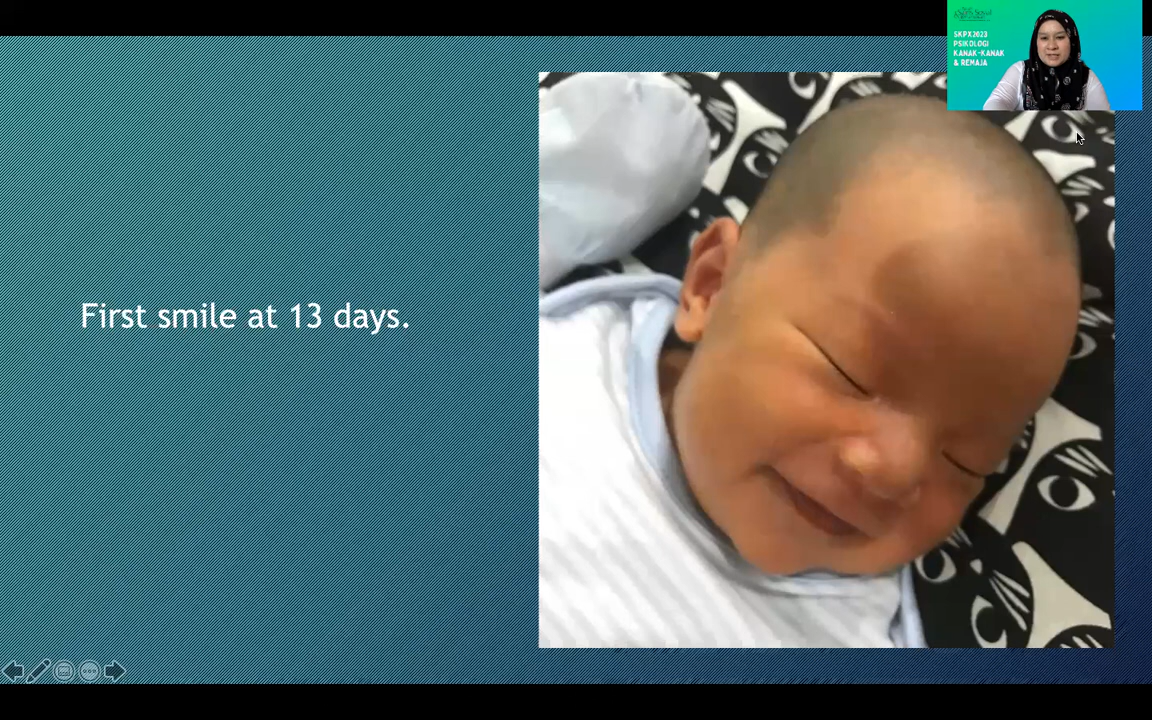 First smile at 13 days.
SKPX2023
PSIKOLOGI
KANAK-KANAK
& REMAJA